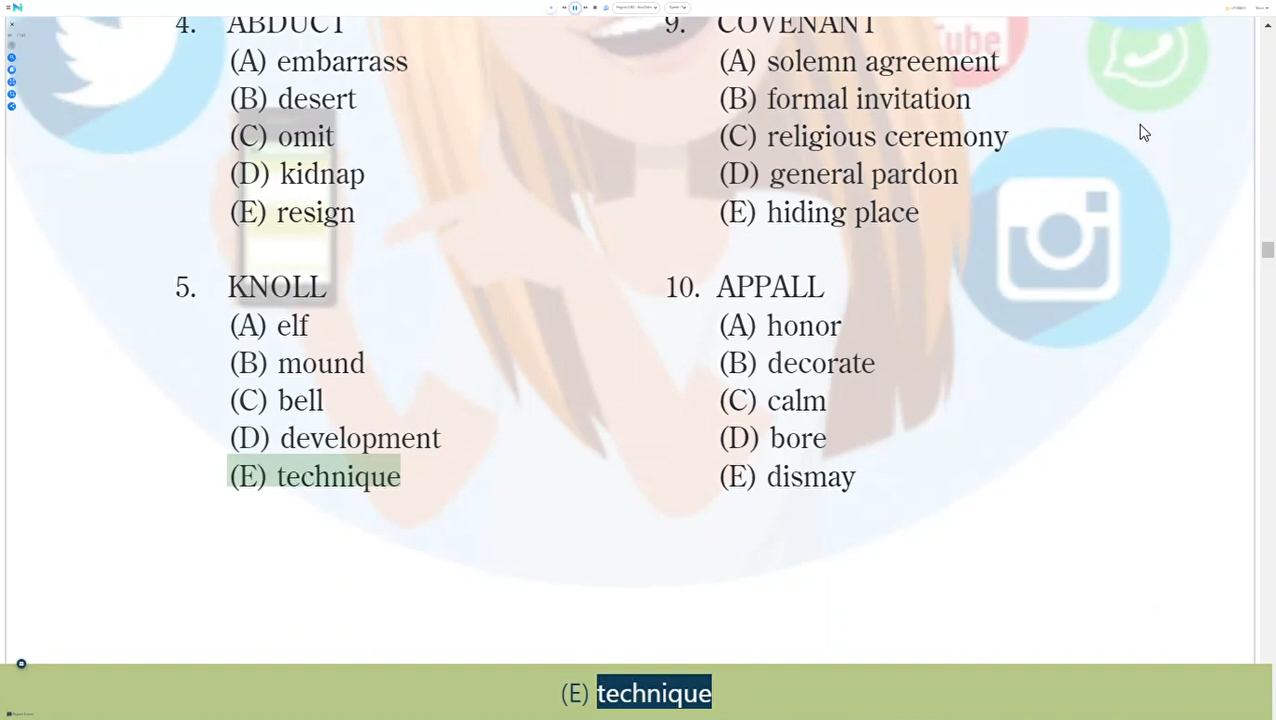 4. ABDUCT
(A) embarrass
(B) desert
(C) omit
(D) kidnap
(E) resign
5. KNOLL
(A) elf
(B) mound
(C) bell
(D) development
(E) technique
9. COVENANT
(A) solemn agreement
(B) formal invitation
(C) religious ceremony
(D) general pardon
(E) hiding place
10. APPALL
(A) honor
(B) decorate
(C) calm
(D) bore
(E) dismay
Tube
(E) technique